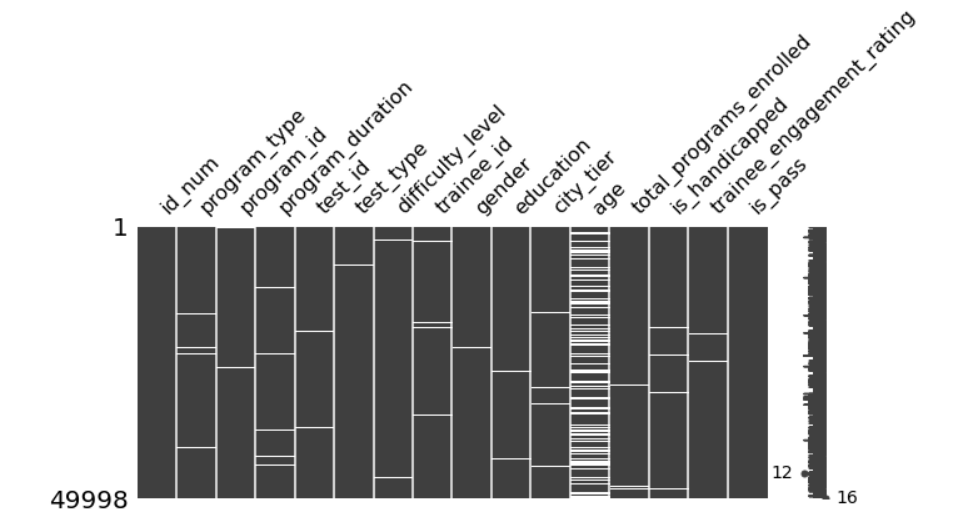 id_num
program_type
program_id
program_duration
test_id
test_type
difficulty_level
trainee_id
gender
education
city_tier
age
total_programs_enrolled
is_handicapped
trainee_engagement_rating
is_pass
1
12
49998
16